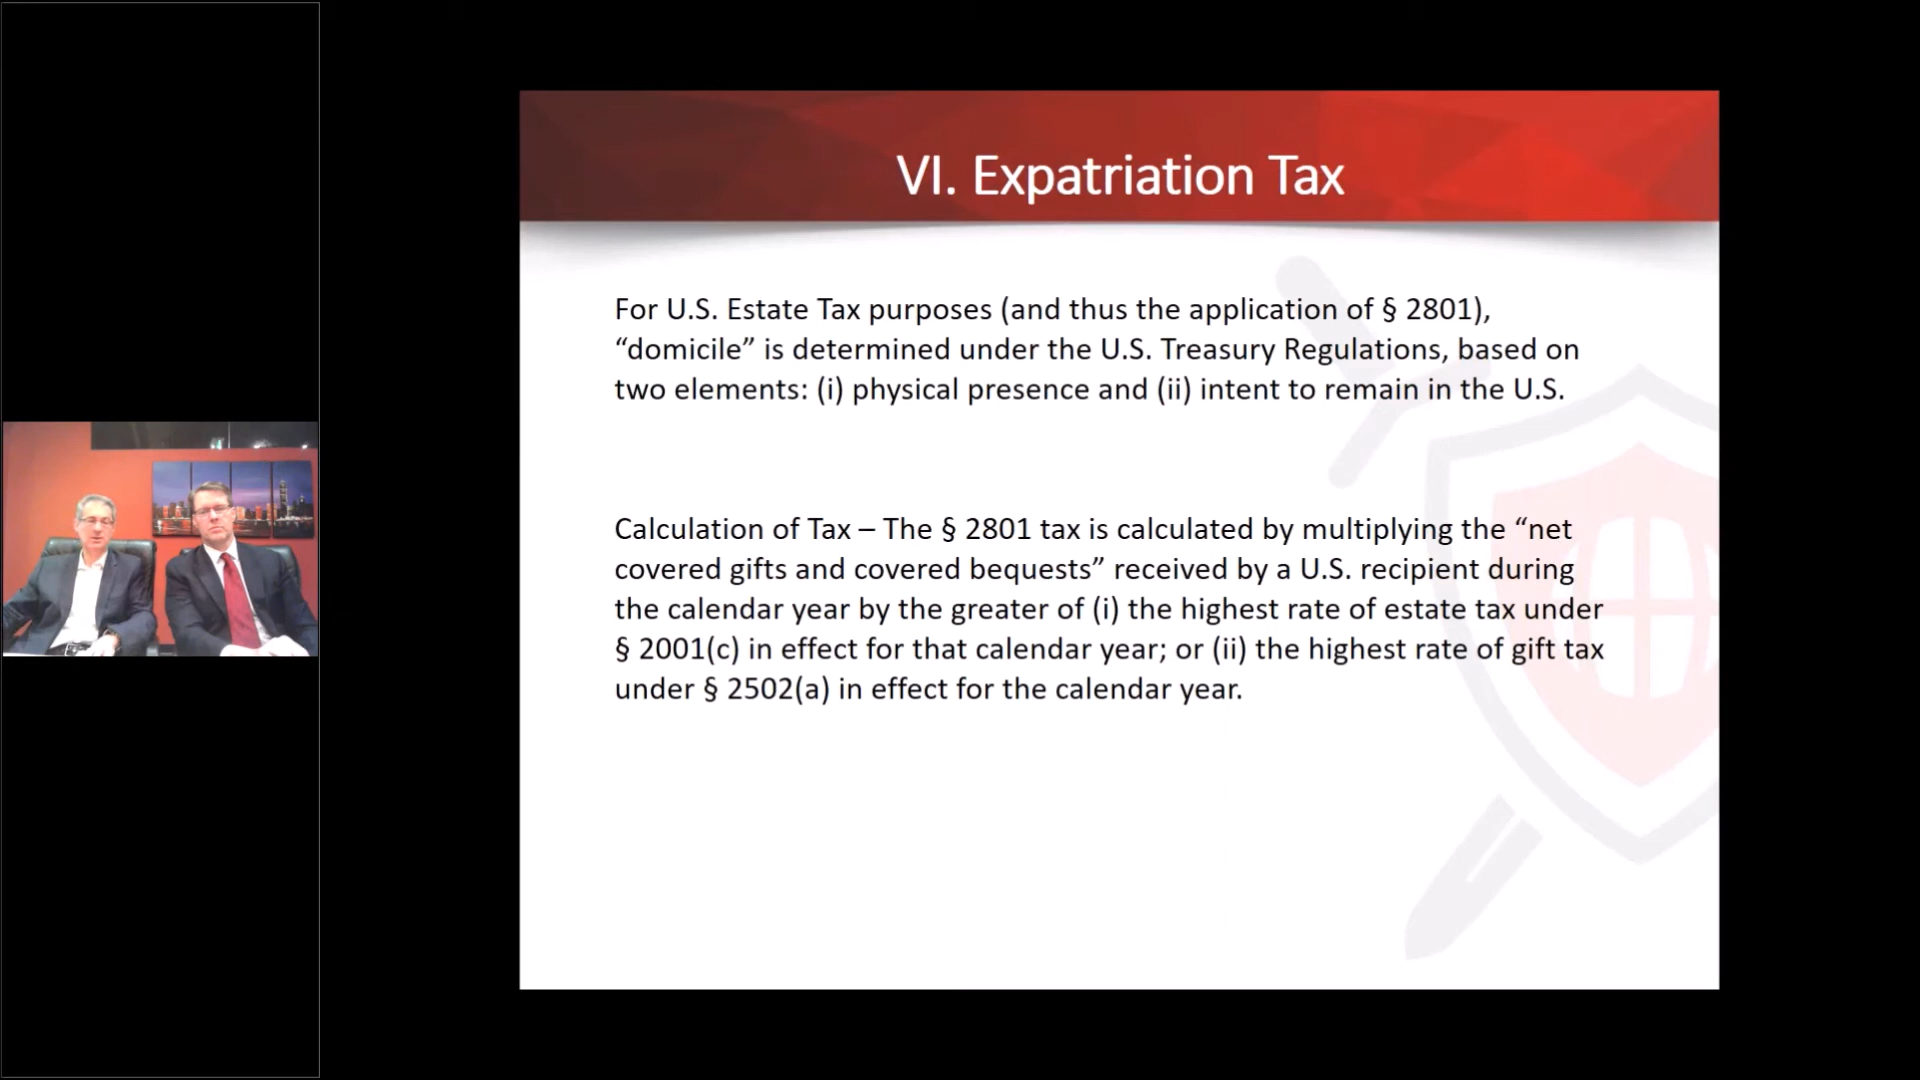 VI. Expatriation Tax
For U.S. Estate Tax purposes (and thus the application of § 2801),
“domicile” is determined under the U.S. Treasury Regulations, based on
two elements: (i) physical presence and (ii) intent to remain in the U.S.
Calculation of Tax – The § 2801 tax is calculated by multiplying the “net
covered gifts and covered bequests” received by a U.S. recipient during
the calendar year by the greater of (i) the highest rate of estate tax under
§ 2001(c) in effect for that calendar year; or (ii) the highest rate of gift tax
under § 2502(a) in effect for the calendar year.